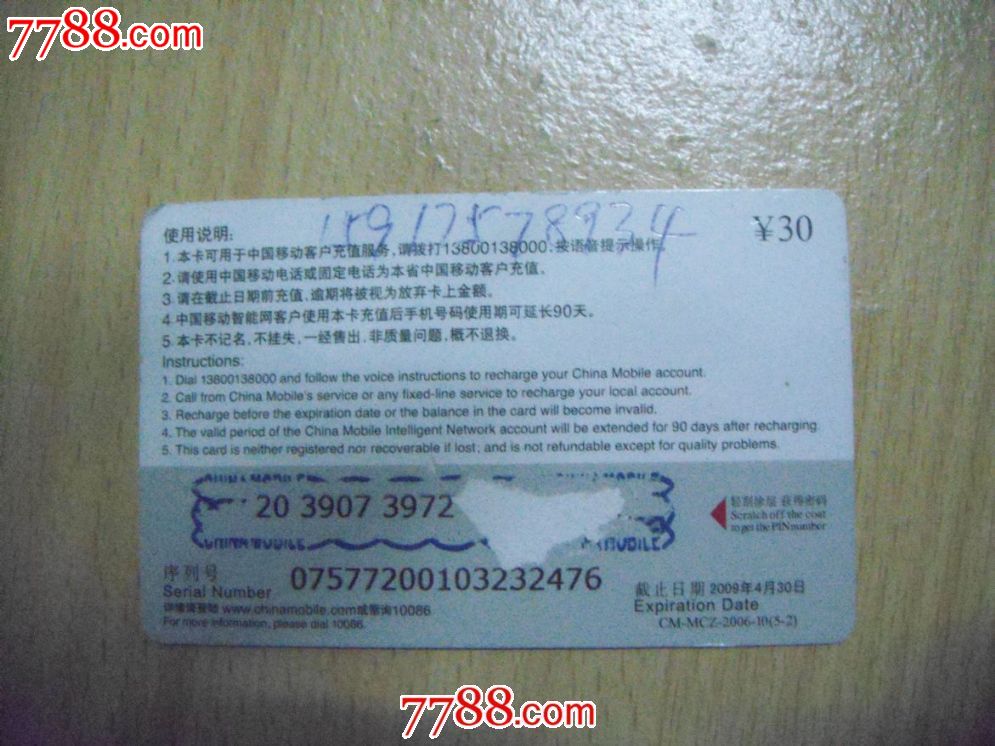 7788.com
15917578934
使用说明:
¥30
1.本卡可用于中国移动客户充值服务,请拨打13800138000,按语音提示操作。
2.请使用中国移动电话或固定电话为本省中国移动客户充值。
3.请在截止日期前充值,逾期将被视为放弃卡上金额。
4.中国移动智能网客户使用本卡充值后手机号码使用期可延长90天。
5.本卡不记名,不挂失,一经售出,非质量问题,概不退换。
Instructions:
1. Dial 13800138000 and follow the voice instructions to recharge your China Mobile account.
2. Call from China Mobile's service or any fixed-line service to recharge your local account.
3. Recharge before the expiration date or the balance in the card will become invalid.
4. The valid period of the China Mobile Intelligent Network account will be extended for 90 days after recharging.
5. This card is neither registered nor recoverable if lost, and is not refundable except for quality problems.
20 3907 3972
CHINA MOBILE
轻刮涂层 获得密码
Scratch off the coat
to get the PIN number
序列号
Serial Number
07577200103232476
截止日期 2009年4月30日
Expiration Date
详情请登陆 www.chinamobile.com或垂询10086
For more information, please dial 10086.
CM-MCZ-2006-10(5-2)
7788.com